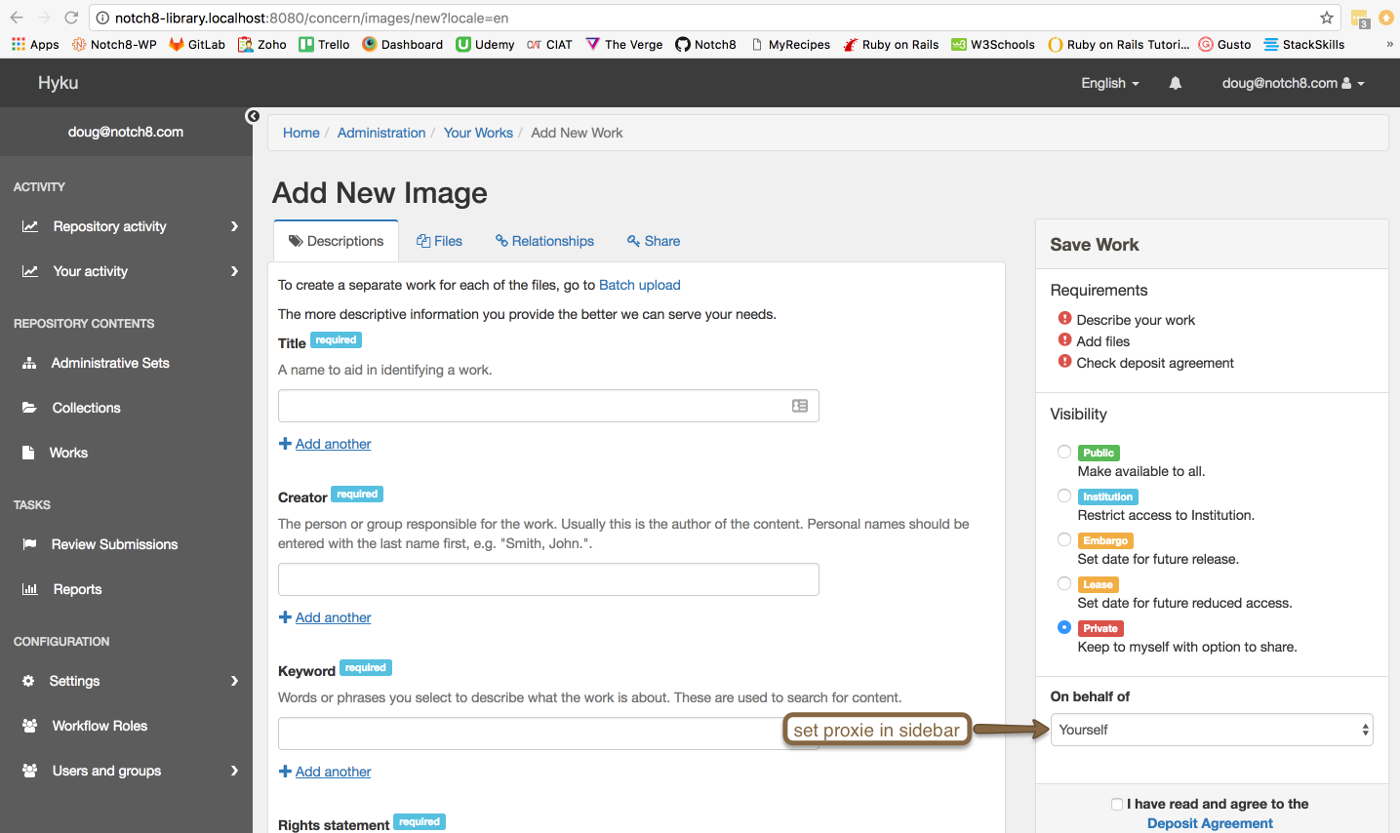 notch8-library.localhost:8080/concern/images/new?locale=en
3
Apps Notch8-WP GitLab Zoho Trello Dashboard Udemy CIAT The Verge Notch8 MyRecipes Ruby on Rails W3Schools Ruby on Rails Tutori... Gusto StackSkills »
Hyku English doug@notch8.com
doug@notch8.com
ACTIVITY
Repository activity
Your activity
REPOSITORY CONTENTS
Administrative Sets
Collections
Works
TASKS
Review Submissions
Reports
CONFIGURATION
Settings
Workflow Roles
Users and groups
Home / Administration / Your Works / Add New Work
Add New Image
Descriptions Files Relationships Share
To create a separate work for each of the files, go to Batch upload
The more descriptive information you provide the better we can serve your needs.
Title required
A name to aid in identifying a work.
Add another
Creator required
The person or group responsible for the work. Usually this is the author of the content. Personal names should be
entered with the last name first, e.g. "Smith, John.".
Add another
Keyword required
Words or phrases you select to describe what the work is about. These are used to search for content.
set proxie in sidebar
Add another
Rights statement required
Save Work
Requirements
Describe your work
Add files
Check deposit agreement
Visibility
Public
Make available to all.
Institution
Restrict access to Institution.
Embargo
Set date for future release.
Lease
Set date for future reduced access.
Private
Keep to myself with option to share.
On behalf of
Yourself
I have read and agree to the
Deposit Agreement